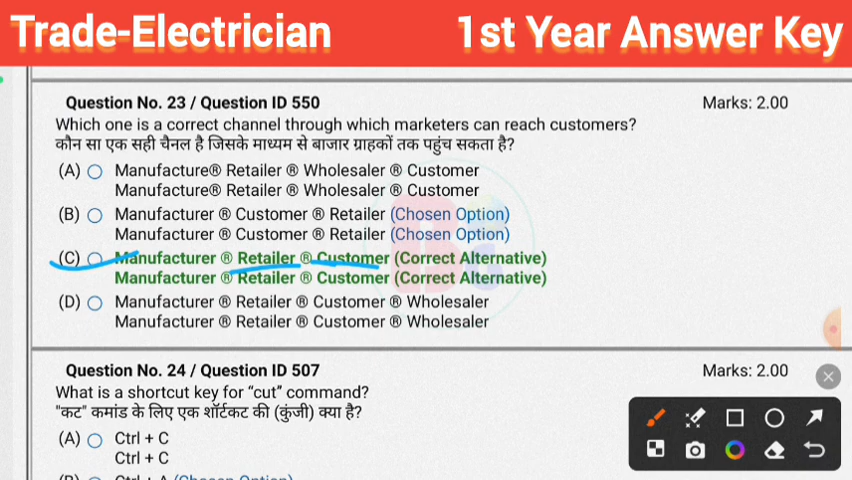 Trade-Electrician 1st Year Answer Key
Question No. 23 / Question ID 550 Marks: 2.00
Which one is a correct channel through which marketers can reach customers?
कौन सा एक सही चैनल है जिसके माध्यम से बाजार ग्राहकों तक पहुंच सकता है?
(A) Manufacture® Retailer ® Wholesaler ® Customer
Manufacture® Retailer ® Wholesaler ® Customer
(B) Manufacturer ® Customer ® Retailer (Chosen Option)
Manufacturer ® Customer ® Retailer (Chosen Option)
(C) Manufacturer ® Retailer ® Customer (Correct Alternative)
Manufacturer ® Retailer ® Customer (Correct Alternative)
(D) Manufacturer ® Retailer ® Customer ® Wholesaler
Manufacturer ® Retailer ® Customer ® Wholesaler
Question No. 24 / Question ID 507 Marks: 2.00
What is a shortcut key for “cut” command?
"कट" कमांड के लिए एक शॉर्टकट की (कुंजी) क्या है?
(A) Ctrl + C
Ctrl + C
(B) Ctrl + A (Chosen Option)